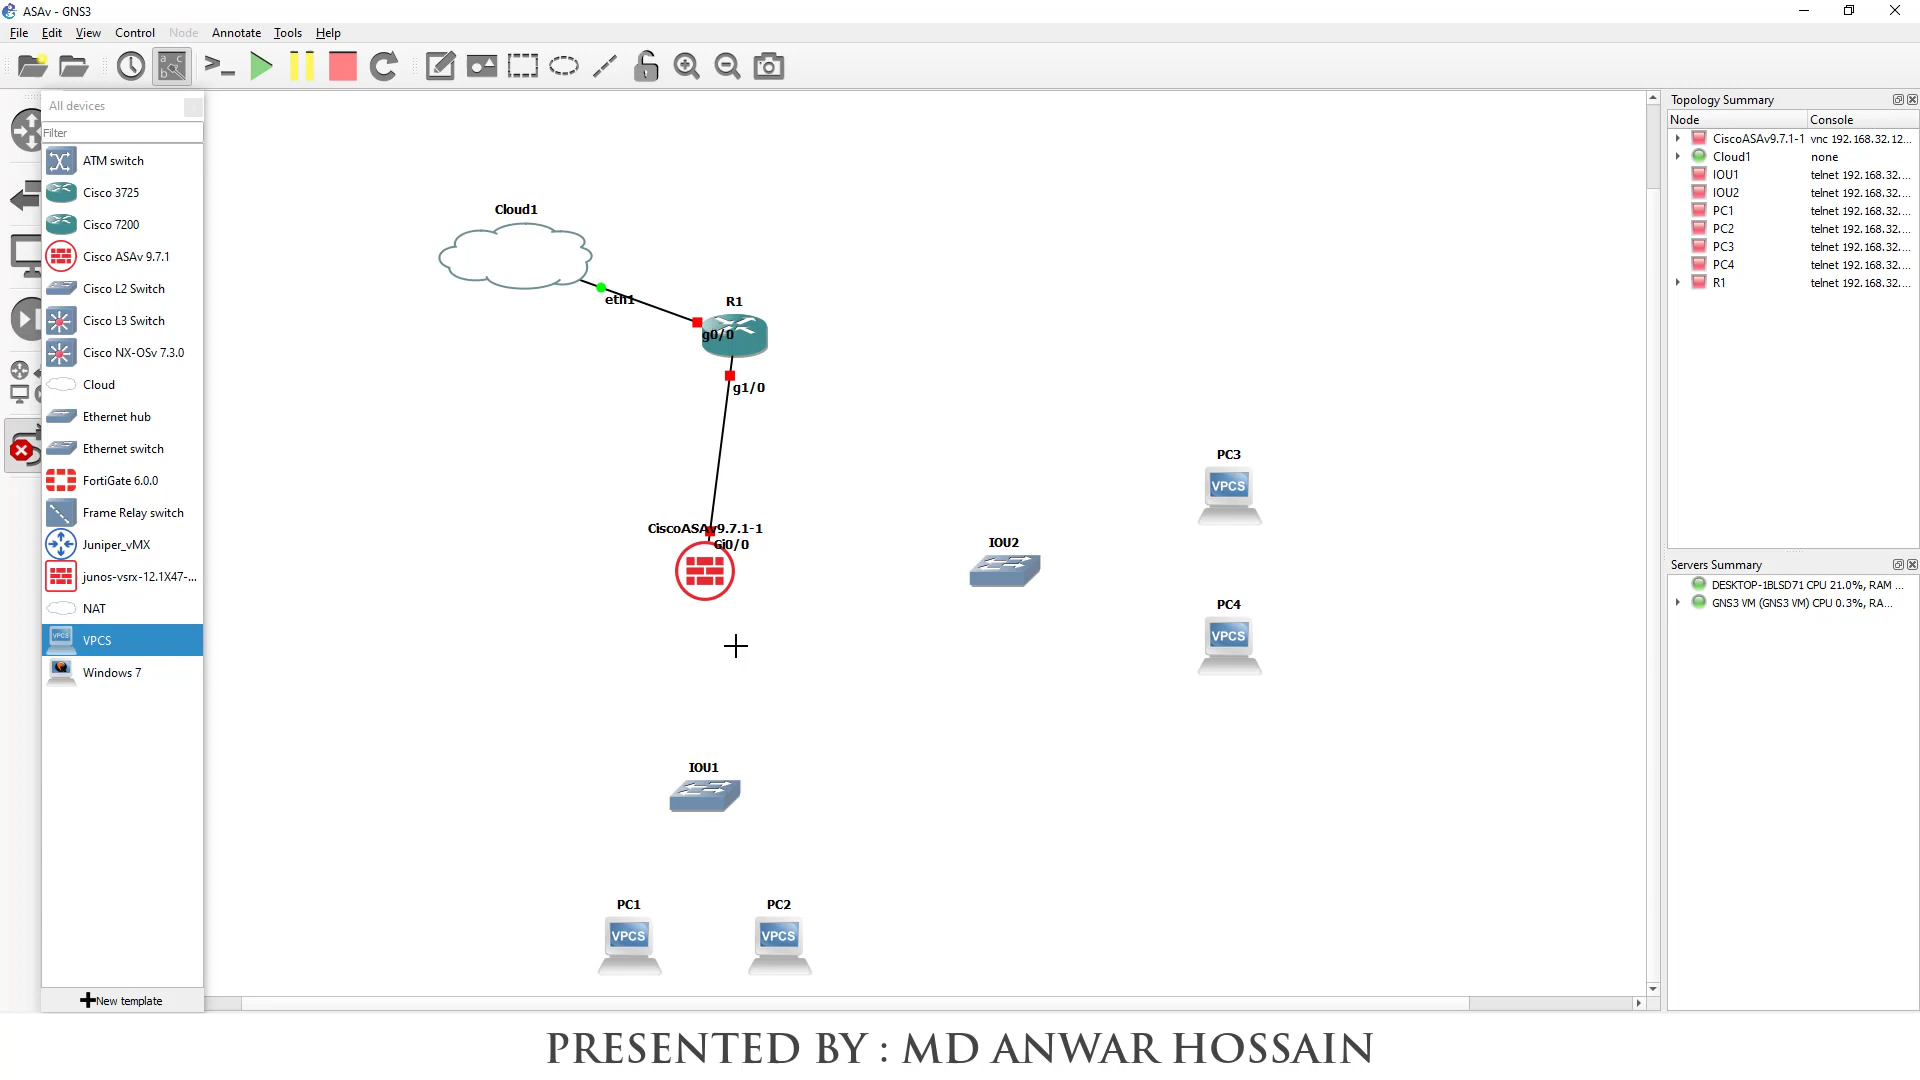 ASAv - GNS3
File Edit View Control Node Annotate Tools Help
All devices
Filter
ATM switch
Cisco 3725
Cisco 7200
Cisco ASAv 9.7.1
Cisco L2 Switch
Cisco L3 Switch
Cisco NX-OSv 7.3.0
Cloud
Ethernet hub
Ethernet switch
FortiGate 6.0.0
Frame Relay switch
Juniper_vMX
junos-vsrx-12.1X47-...
NAT
VPCS
Windows 7
New template
Cloud1
eth1
R1
g0/0
g1/0
CiscoASAv9.7.1-1
Gi0/0
IOU2
PC3
VPCS
PC4
VPCS
IOU1
PC1
VPCS
PC2
VPCS
Topology Summary
Node Console
CiscoASAv9.7.1-1 vnc 192.168.32.12...
Cloud1 none
IOU1 telnet 192.168.32....
IOU2 telnet 192.168.32....
PC1 telnet 192.168.32....
PC2 telnet 192.168.32....
PC3 telnet 192.168.32....
PC4 telnet 192.168.32....
R1 telnet 192.168.32....
Servers Summary
DESKTOP-1BLSD71 CPU 21.0%, RAM ...
GNS3 VM (GNS3 VM) CPU 0.3%, RA...
PRESENTED BY : MD ANWAR HOSSAIN